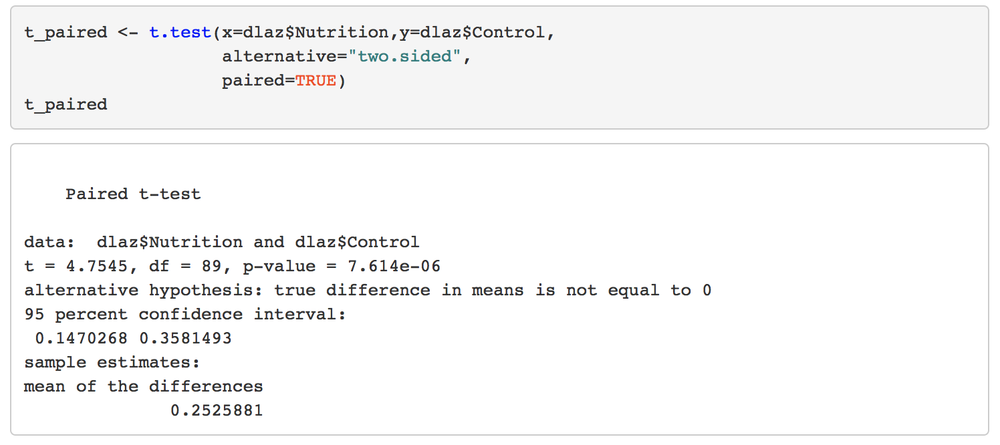 t_paired <- t.test(x=dlaz$Nutrition,y=dlaz$Control,
                   alternative="two.sided",
                   paired=TRUE)
t_paired
    Paired t-test
data:  dlaz$Nutrition and dlaz$Control
t = 4.7545, df = 89, p-value = 7.614e-06
alternative hypothesis: true difference in means is not equal to 0
95 percent confidence interval:
 0.1470268 0.3581493
sample estimates:
mean of the differences
              0.2525881